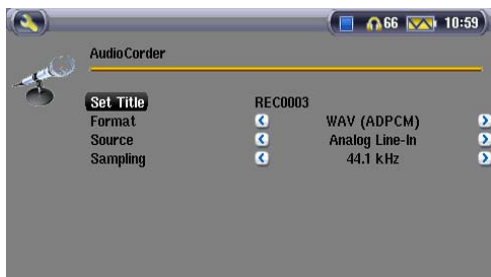 66 10:59
AudioCorder
Set Title REC0003
Format WAV (ADPCM)
Source Analog Line-In
Sampling 44.1 kHz